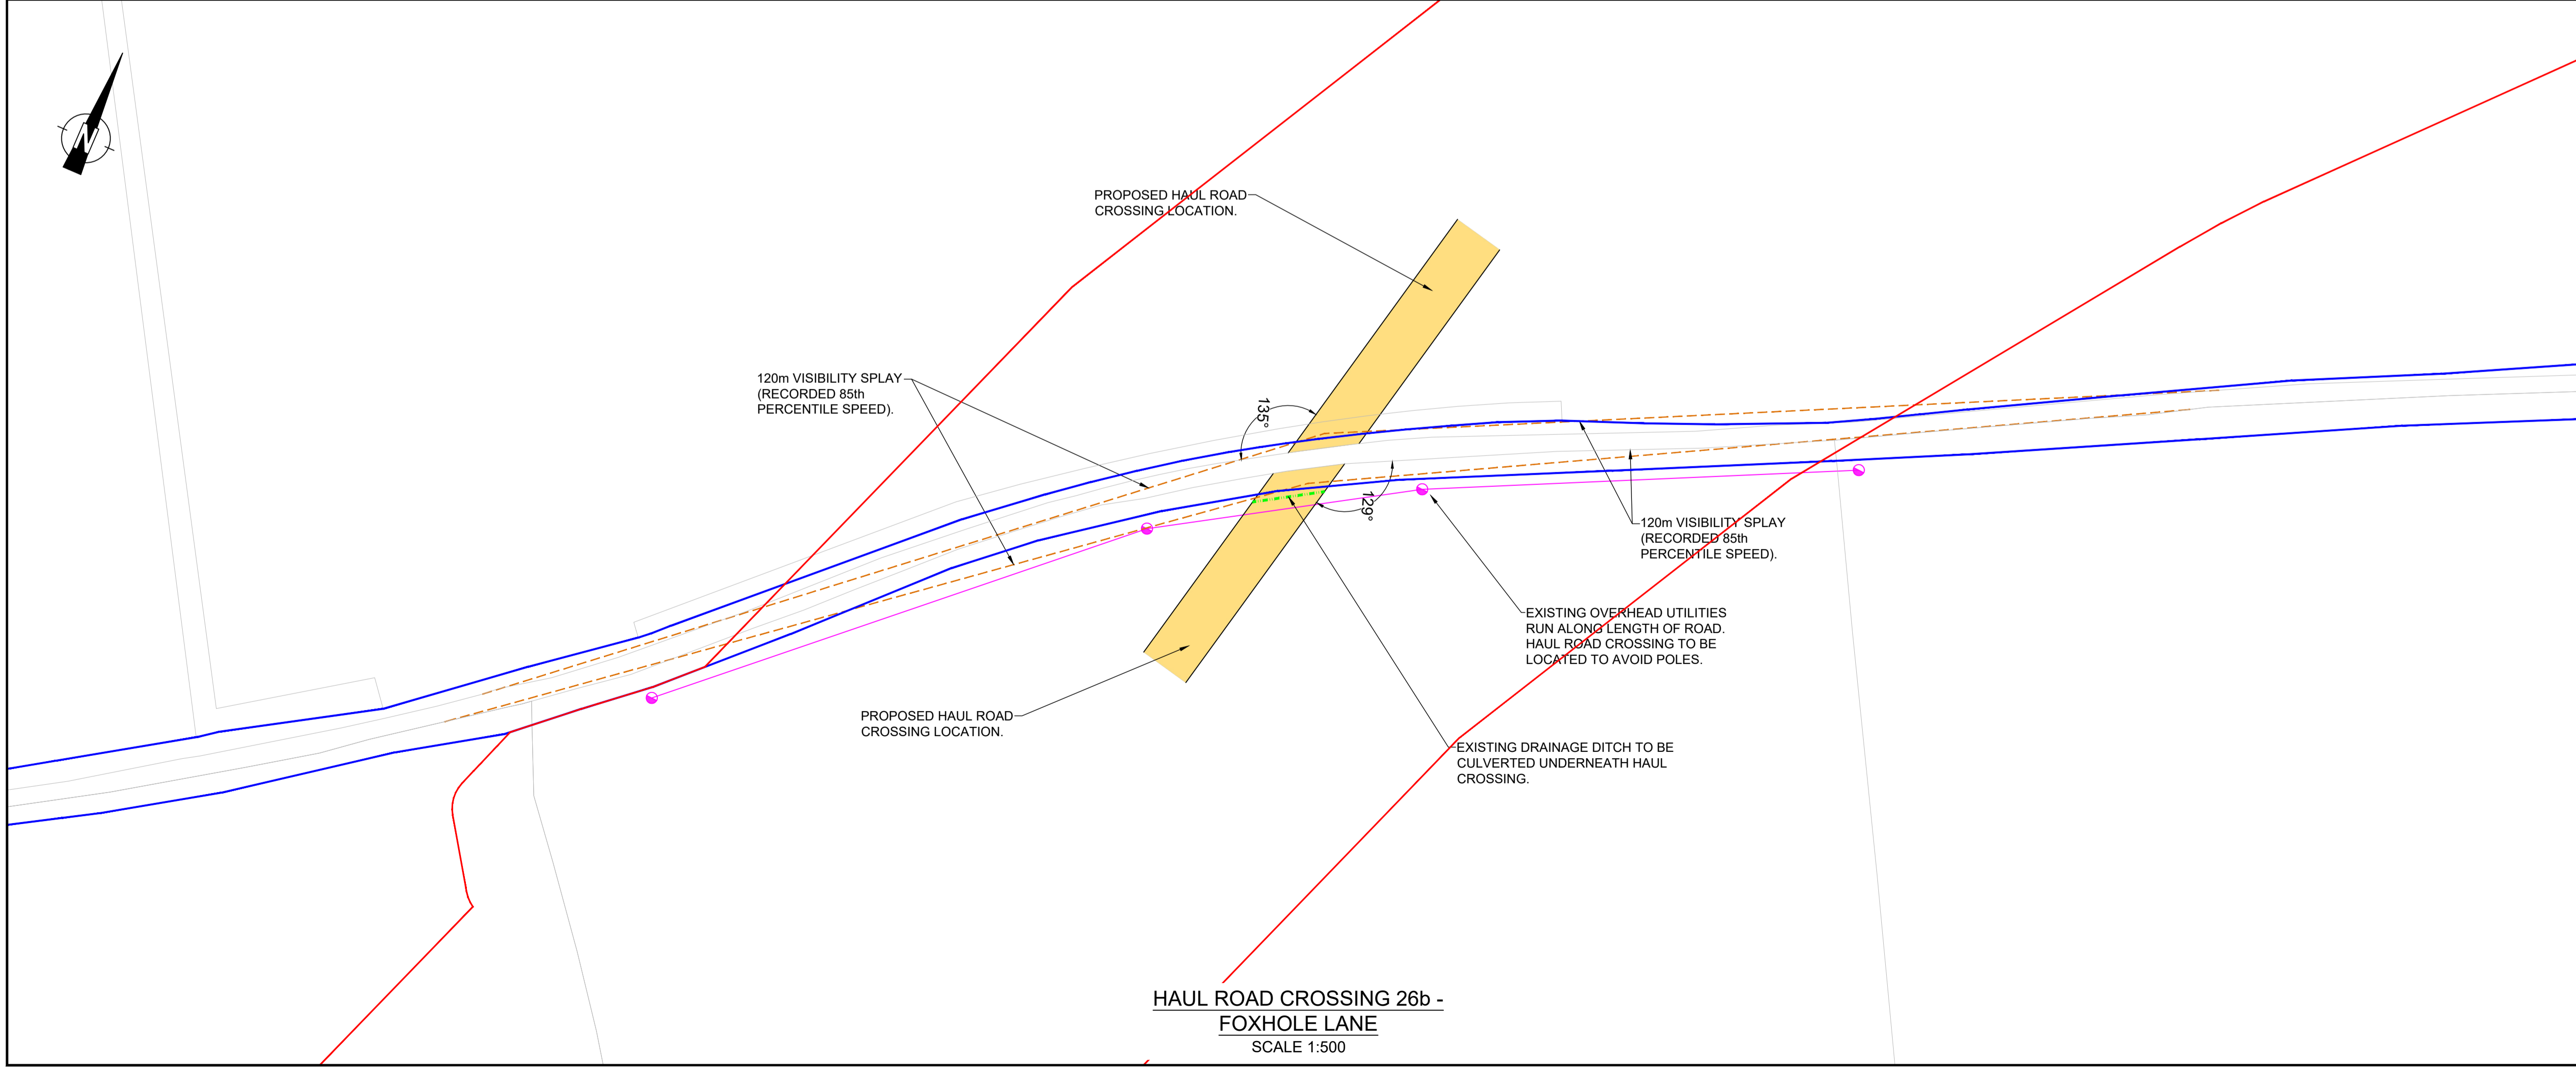 N
PROPOSED HAUL ROAD
CROSSING LOCATION.
120m VISIBILITY SPLAY
(RECORDED 85th
PERCENTILE SPEED).
135°
129°
120m VISIBILITY SPLAY
(RECORDED 85th
PERCENTILE SPEED).
EXISTING OVERHEAD UTILITIES
RUN ALONG LENGTH OF ROAD.
HAUL ROAD CROSSING TO BE
LOCATED TO AVOID POLES.
PROPOSED HAUL ROAD
CROSSING LOCATION.
EXISTING DRAINAGE DITCH TO BE
CULVERTED UNDERNEATH HAUL
CROSSING.
HAUL ROAD CROSSING 26b -
FOXHOLE LANE
SCALE 1:500